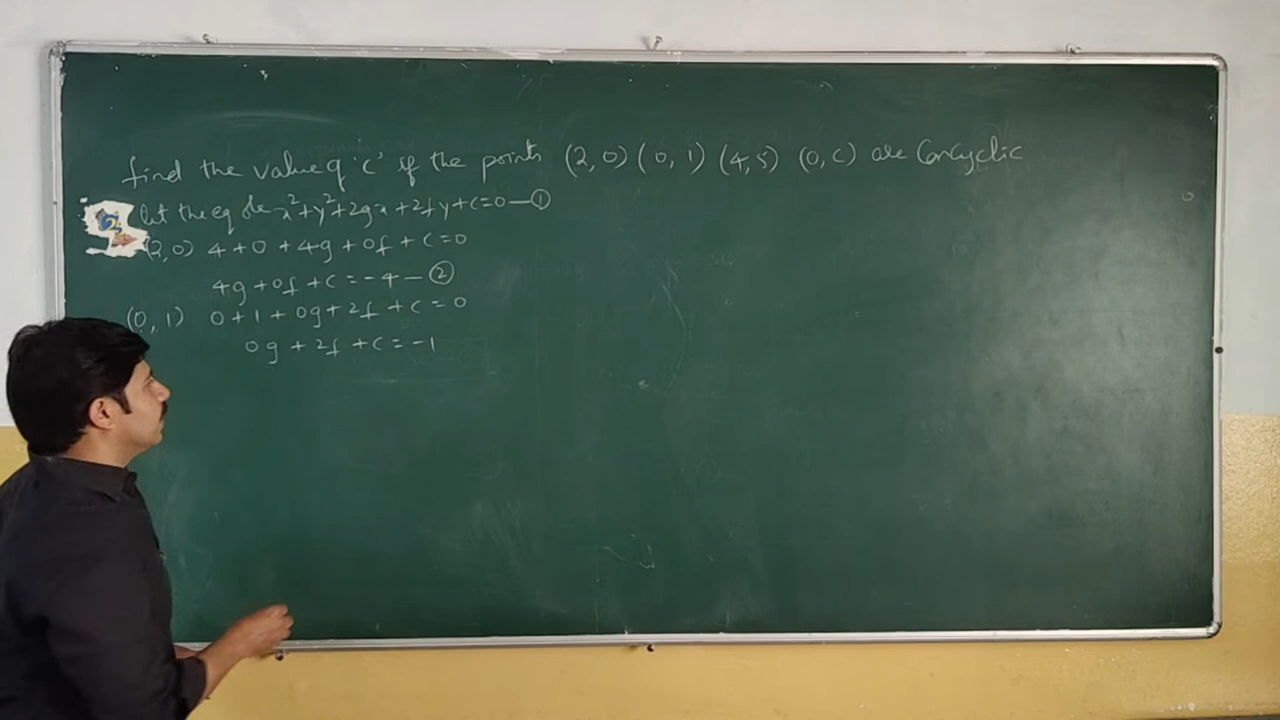 find the value of 'c' if the points (2,0) (0,1) (4,5) (0,c) are Concyclic
let the eq be x²+y²+2gx+2fy+c=0 — ①
(2,0) 4+0+4g+0f+c=0
4g+0f+c=-4 — ②
(0,1) 0+1+0g+2f+c=0
0g+2f+c=-1